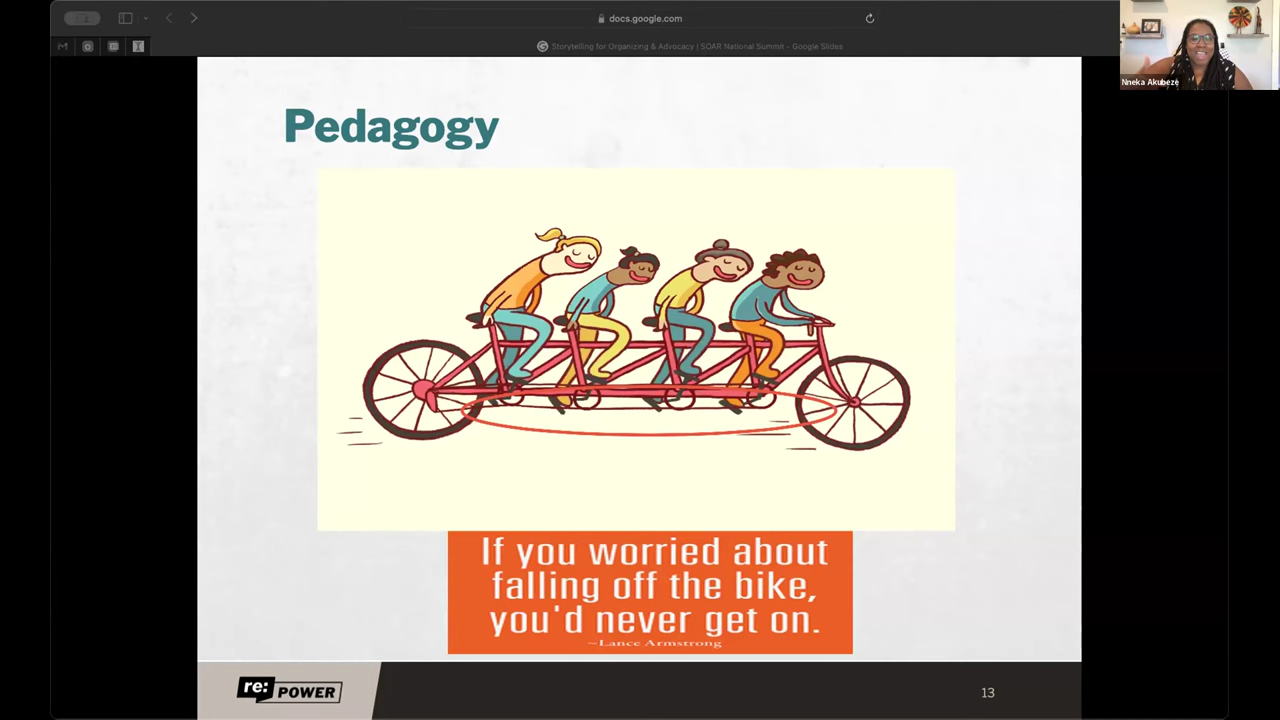 docs.google.com
Storytelling for Organizing & Advocacy | SOAR National Summit - Google Slides
Nneka Akubeze
Pedagogy
If you worried about
falling off the bike,
you'd never get on.
~Lance Armstrong
re:
POWER
13